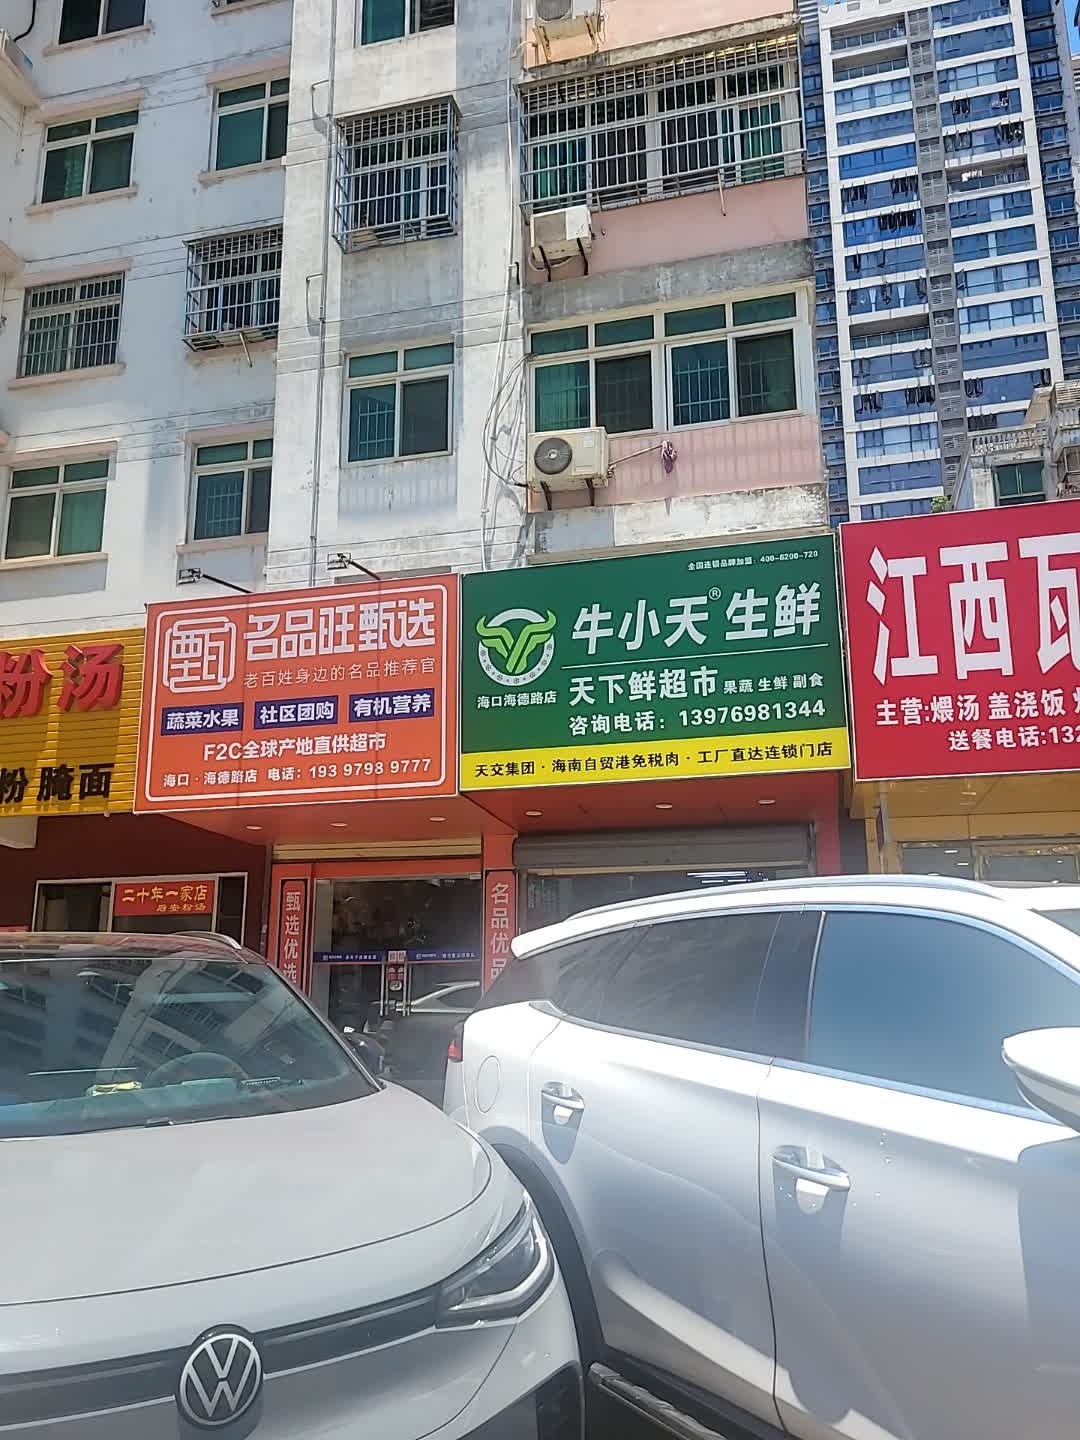 粉汤
粉 腌面
二十年一家店
后安粉汤
甄
名品旺甄选
老百姓身边的名品推荐官
蔬菜水果 社区团购 有机营养
F2C全球产地直供超市
海口·海德路店 电话：193 9798 9777
甄选优选
名品优品
全国连锁品牌加盟：400-6200-720
牛小天®生鲜
海口海德路店
天下鲜超市 果蔬 生鲜 副食
咨询电话：13976981344
天交集团·海南自贸港免税肉·工厂直达连锁门店
江西瓦
主营:煨汤 盖浇饭
送餐电话:132